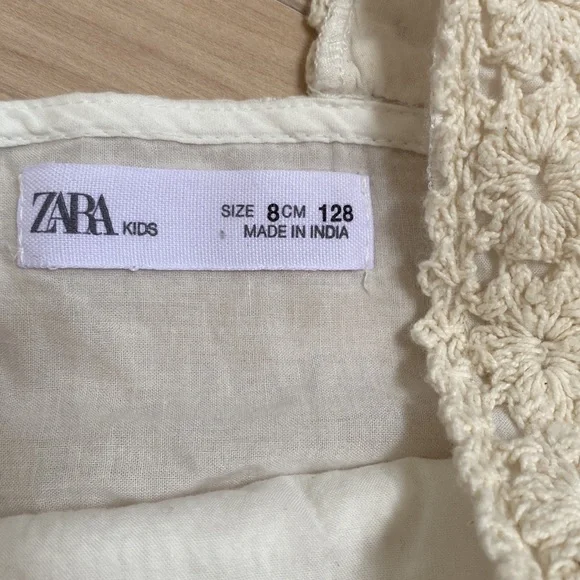 ZARA KIDS
SIZE 8 CM 128
MADE IN INDIA